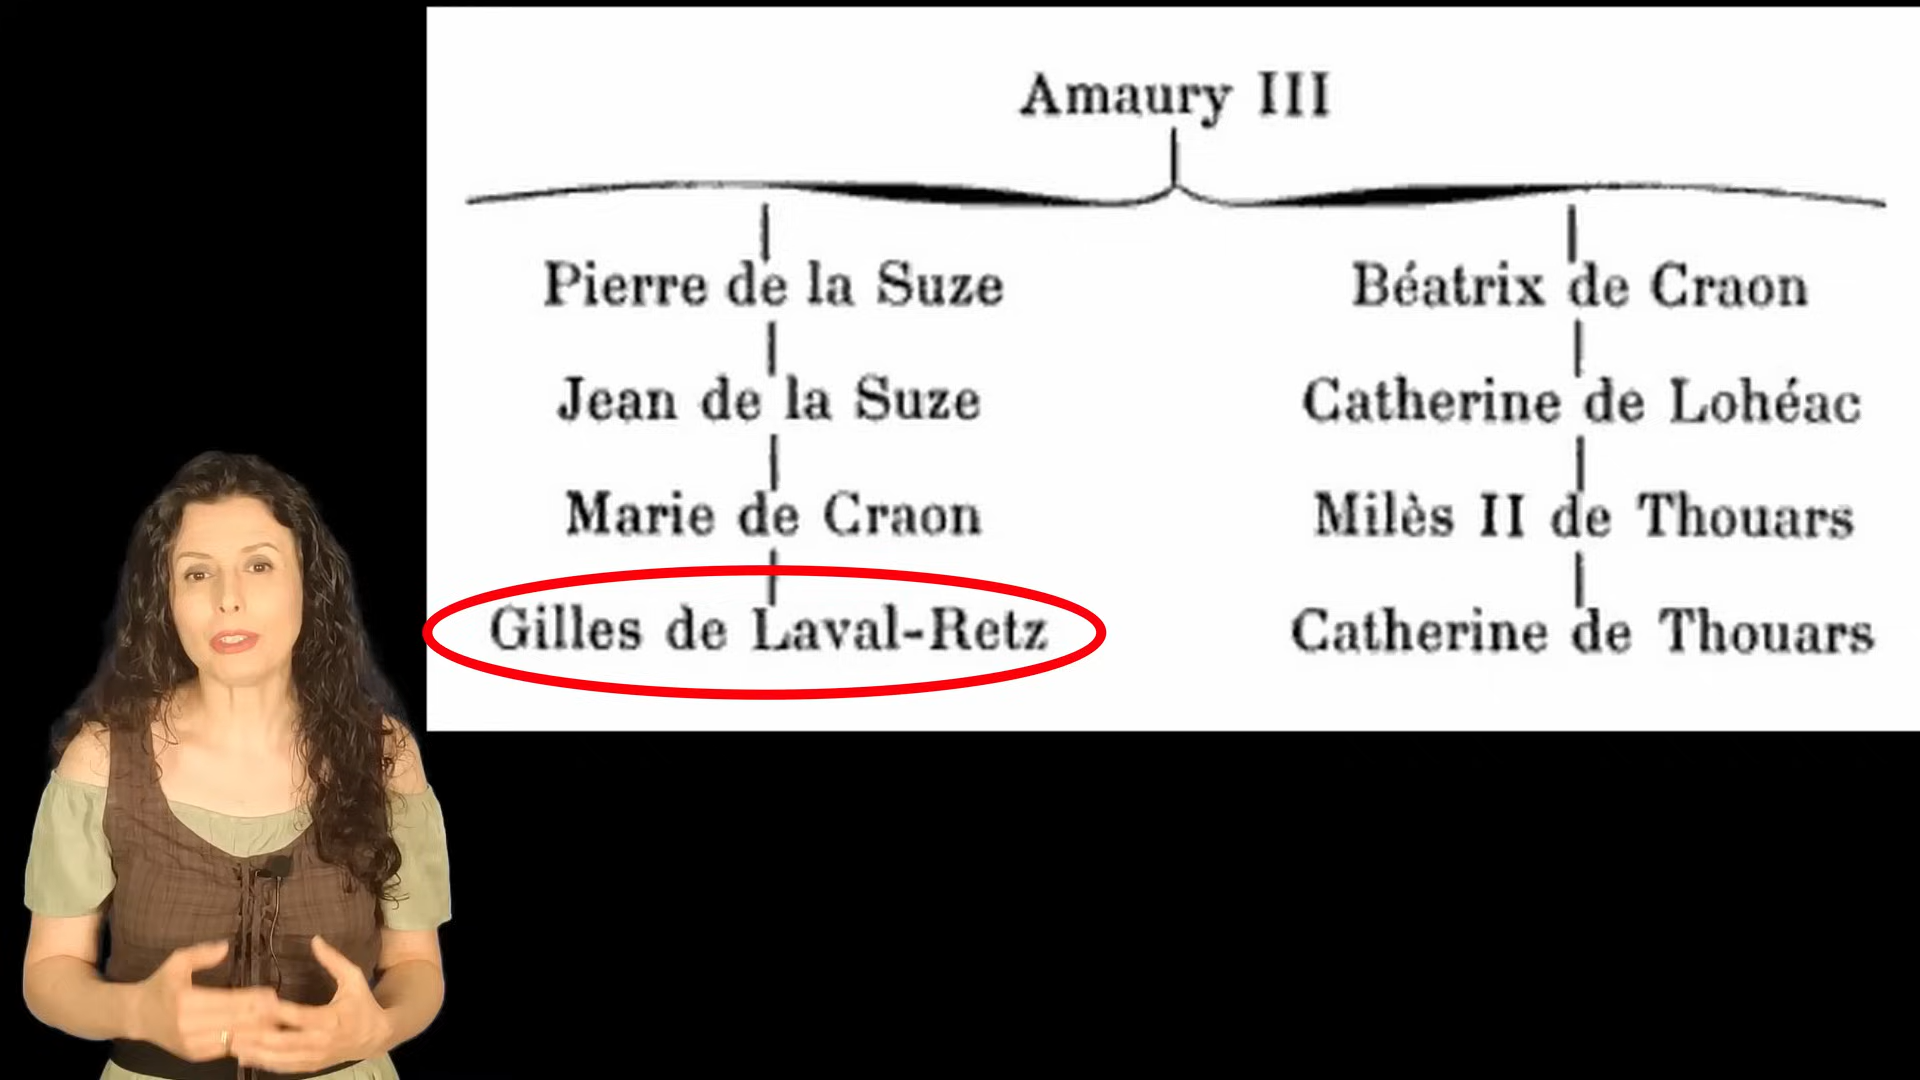 Amaury III
Pierre de la Suze
Béatrix de Craon
Jean de la Suze
Catherine de Lohéac
Marie de Craon
Milès II de Thouars
Gilles de Laval-Retz
Catherine de Thouars